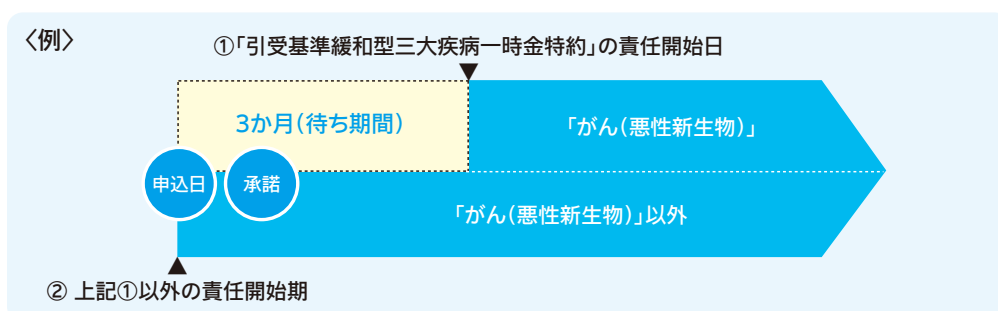 〈例〉
①「引受基準緩和型三大疾病一時金特約」の責任開始日
3か月(待ち期間)
「がん(悪性新生物)」
申込日
承諾
「がん(悪性新生物)」以外
② 上記①以外の責任開始期